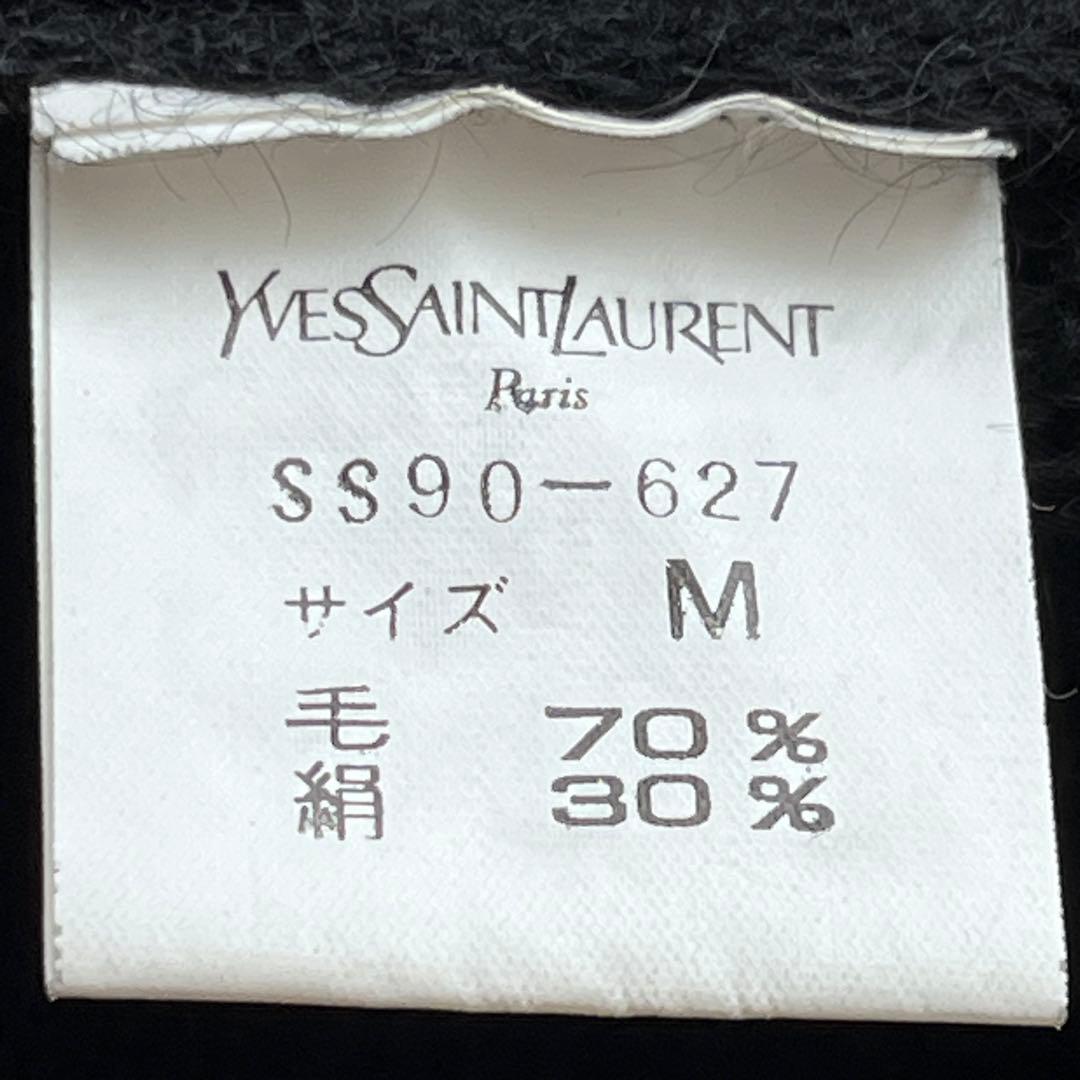 YVESSAINTLAURENT
Paris
SS90-627
サイズ M
毛 70%
絹 30%